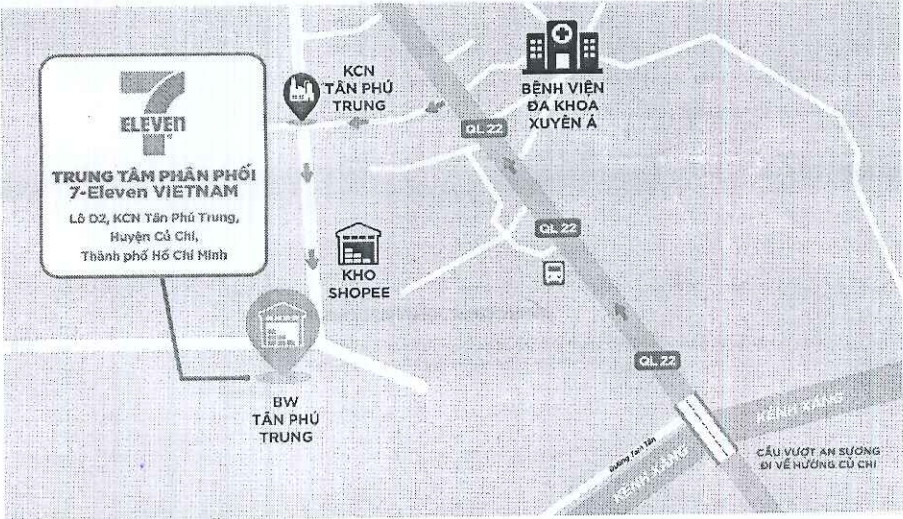 7
ELEVEn
TRUNG TÂM PHÂN PHỐI
7-Eleven VIETNAM
Lô D2, KCN Tân Phú Trung,
Huyện Củ Chi,
Thành phố Hồ Chí Minh
KCN
TÂN PHÚ
TRUNG
BỆNH VIỆN
ĐA KHOA
XUYÊN Á
QL 22
QL 22
KHO
SHOPEE
QL 22
BW
TÂN PHÚ
TRUNG
KÊNH XÁNG
KÊNH XÁNG
CẦU VƯỢT AN SƯƠNG
ĐI VỀ HƯỚNG CỦ CHI